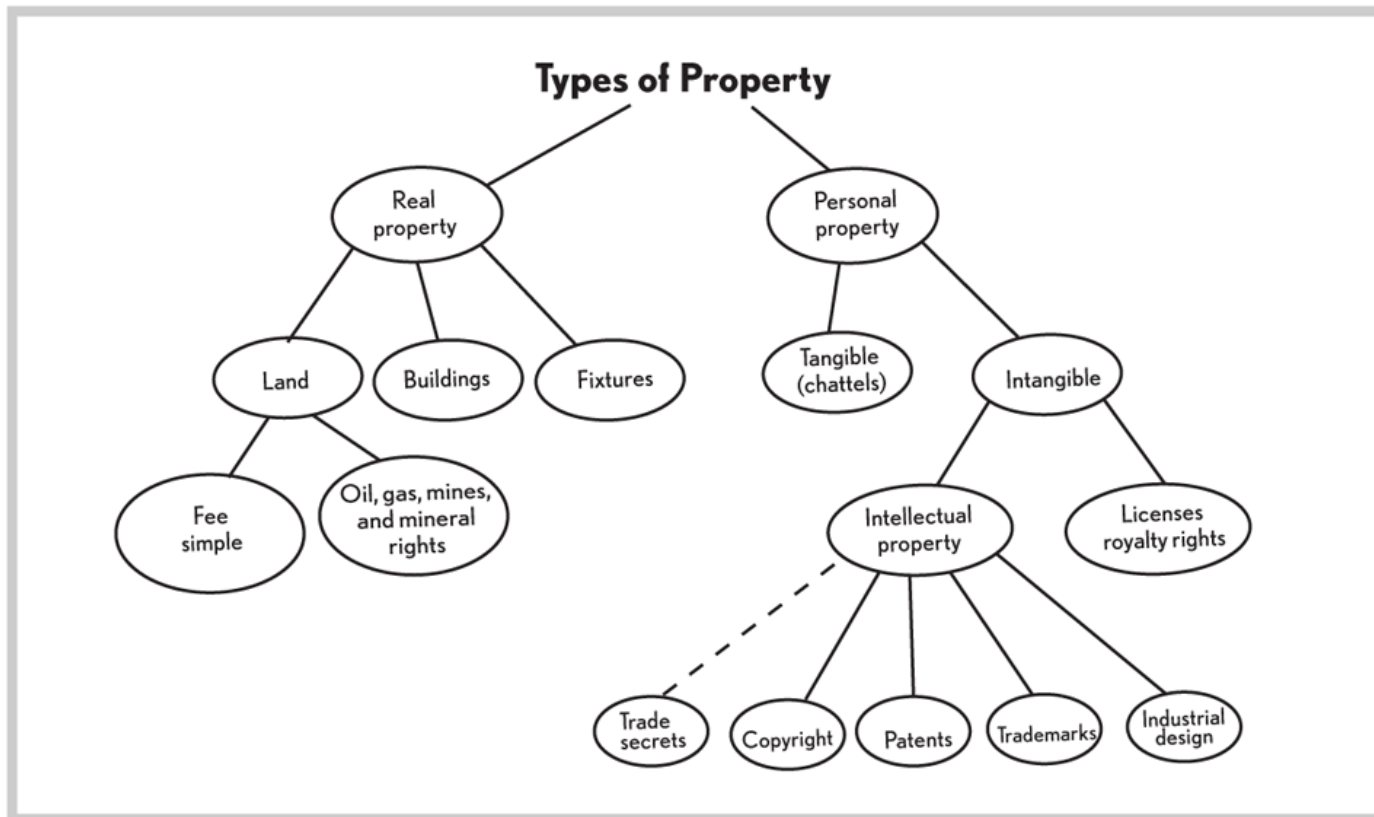 Types of Property
Real
property
Personal
property
Land
Buildings
Fixtures
Tangible
(chattels)
Intangible
Fee
simple
Oil, gas, mines,
and mineral
rights
Intellectual
property
Licenses
royalty rights
Trade
secrets
Copyright
Patents
Trademarks
Industrial
design